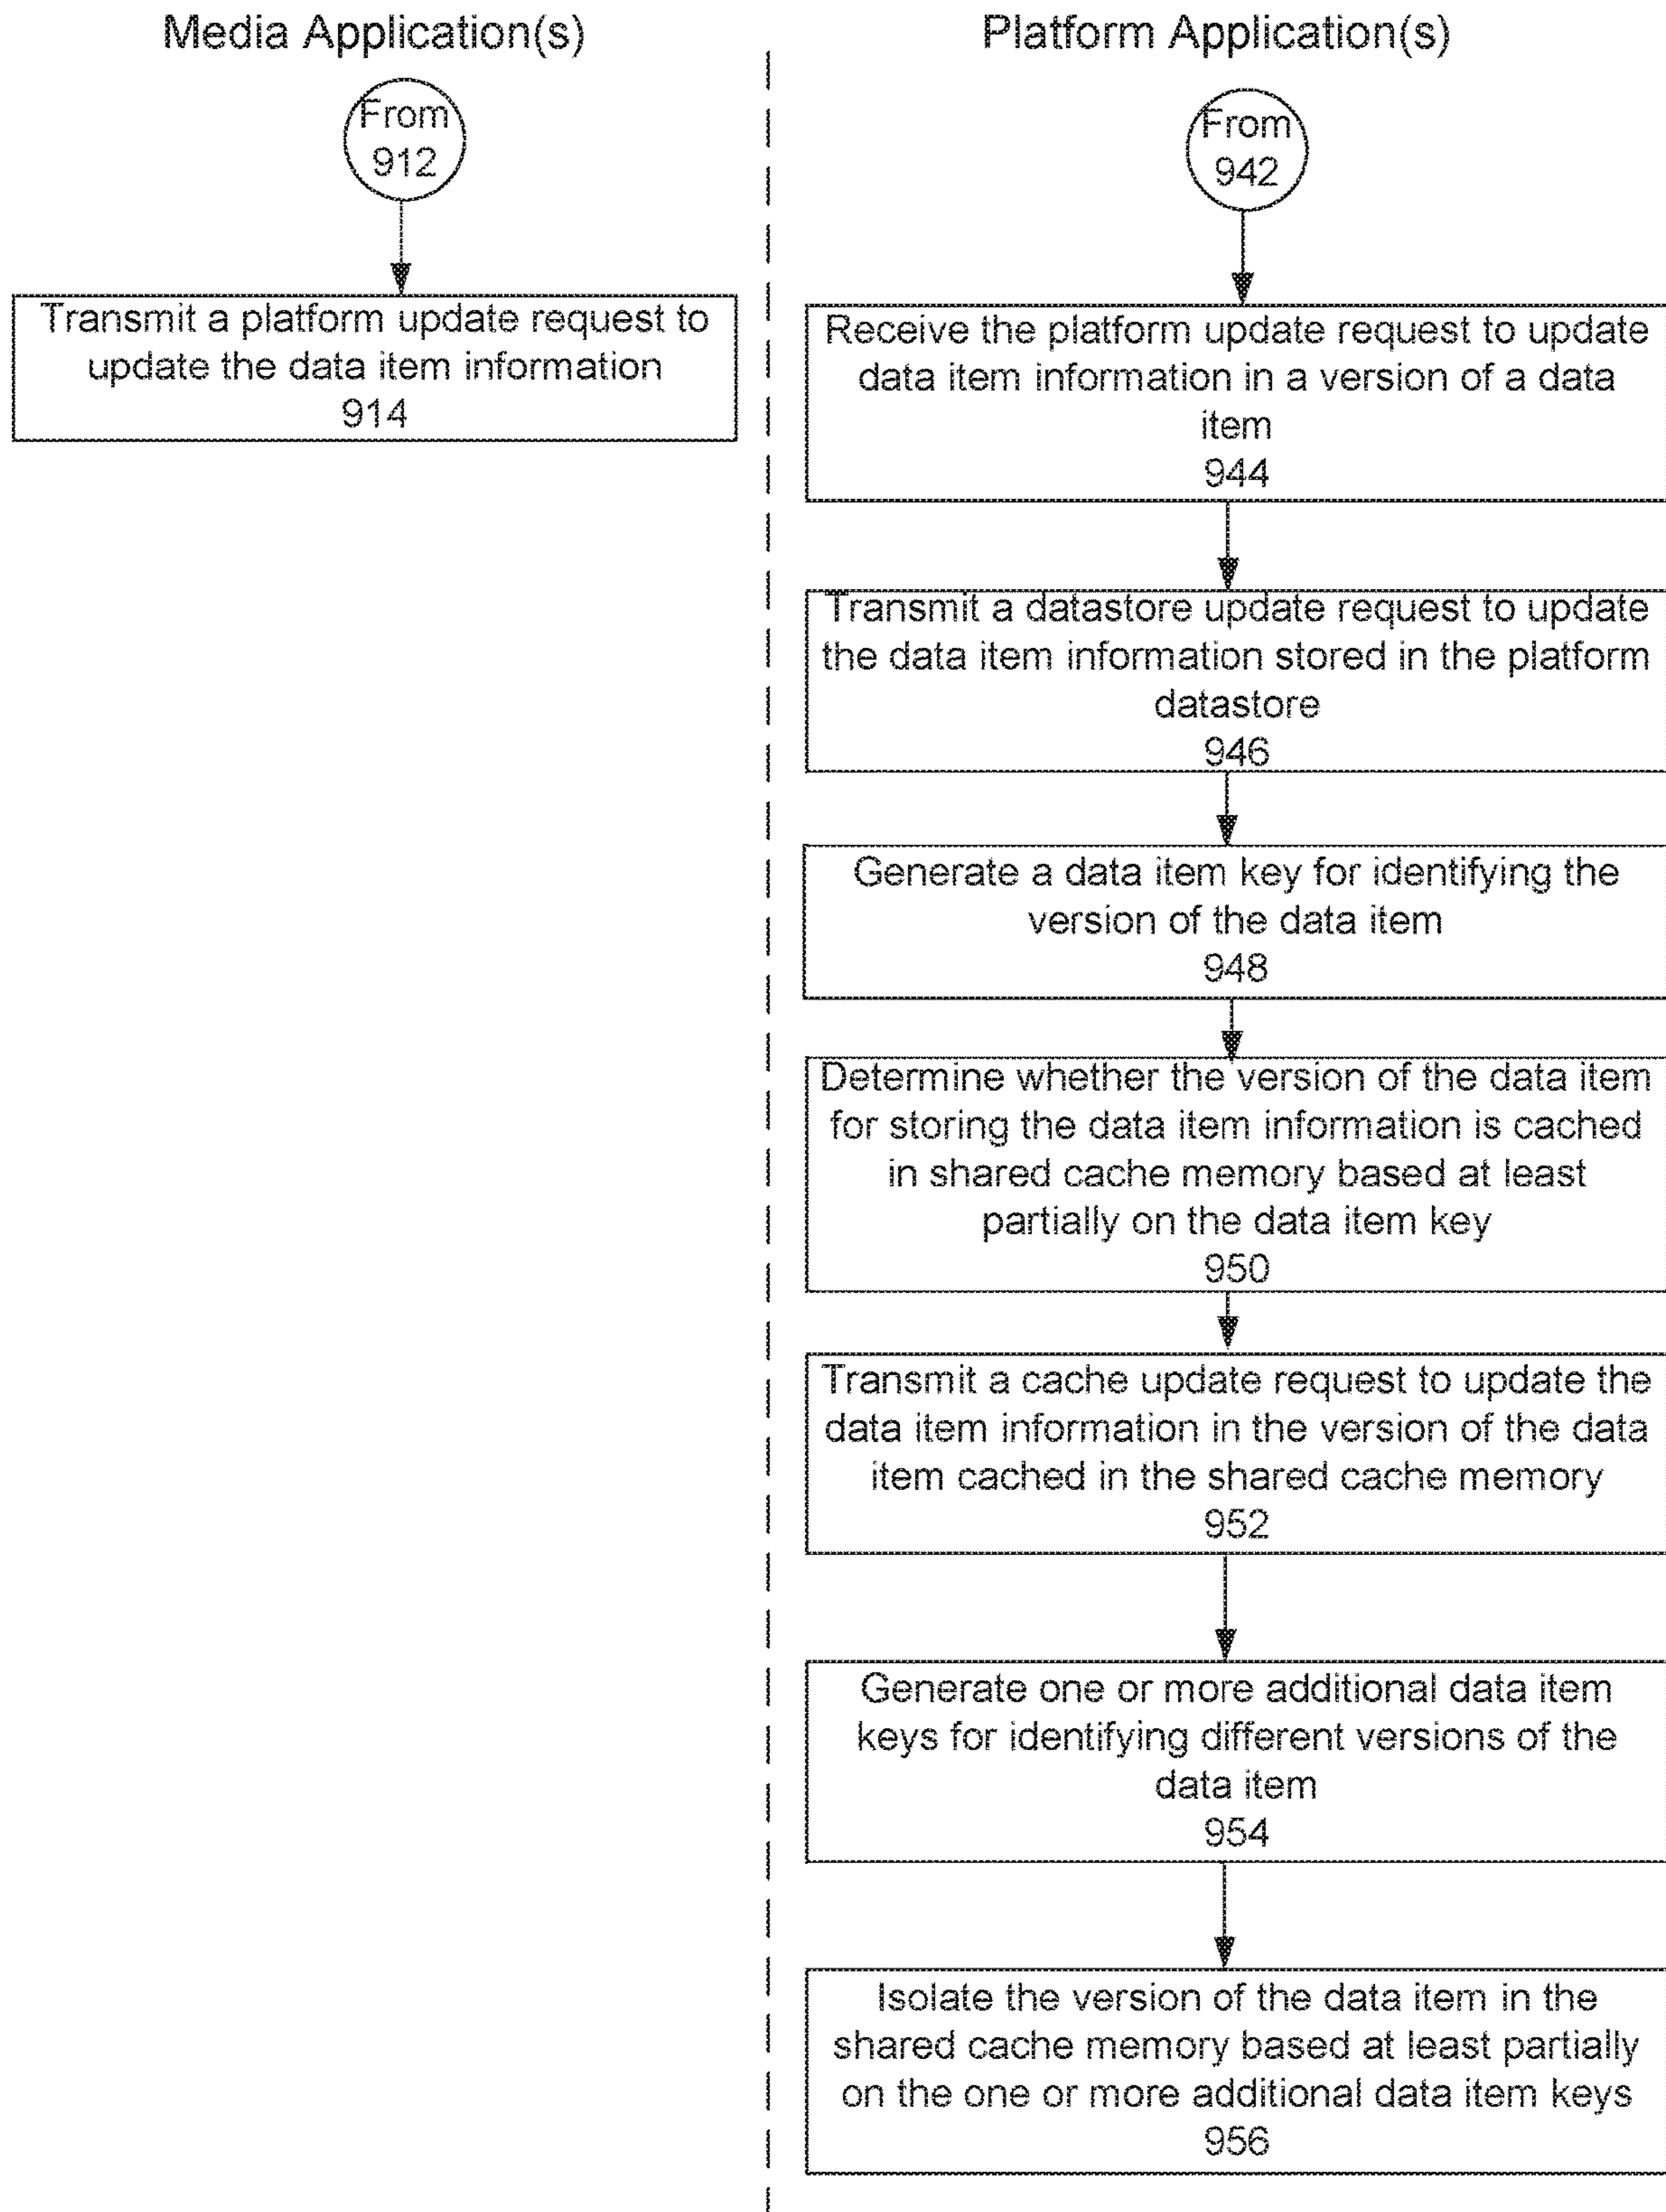 Media Application(s)
From
912
Transmit a platform update request to
update the data item information
914
Platform Application(s)
From
942
Receive the platform update request to update
data item information in a version of a data
item
944
Transmit a datastore update request to update
the data item information stored in the platform
datastore
946
Generate a data item key for identifying the
version of the data item
948
Determine whether the version of the data item
for storing the data item information is cached
in shared cache memory based at least
partially on the data item key
950
Transmit a cache update request to update the
data item information in the version of the data
item cached in the shared cache memory
952
Generate one or more additional data item
keys for identifying different versions of the
data item
954
Isolate the version of the data item in the
shared cache memory based at least partially
on the one or more additional data item keys
956